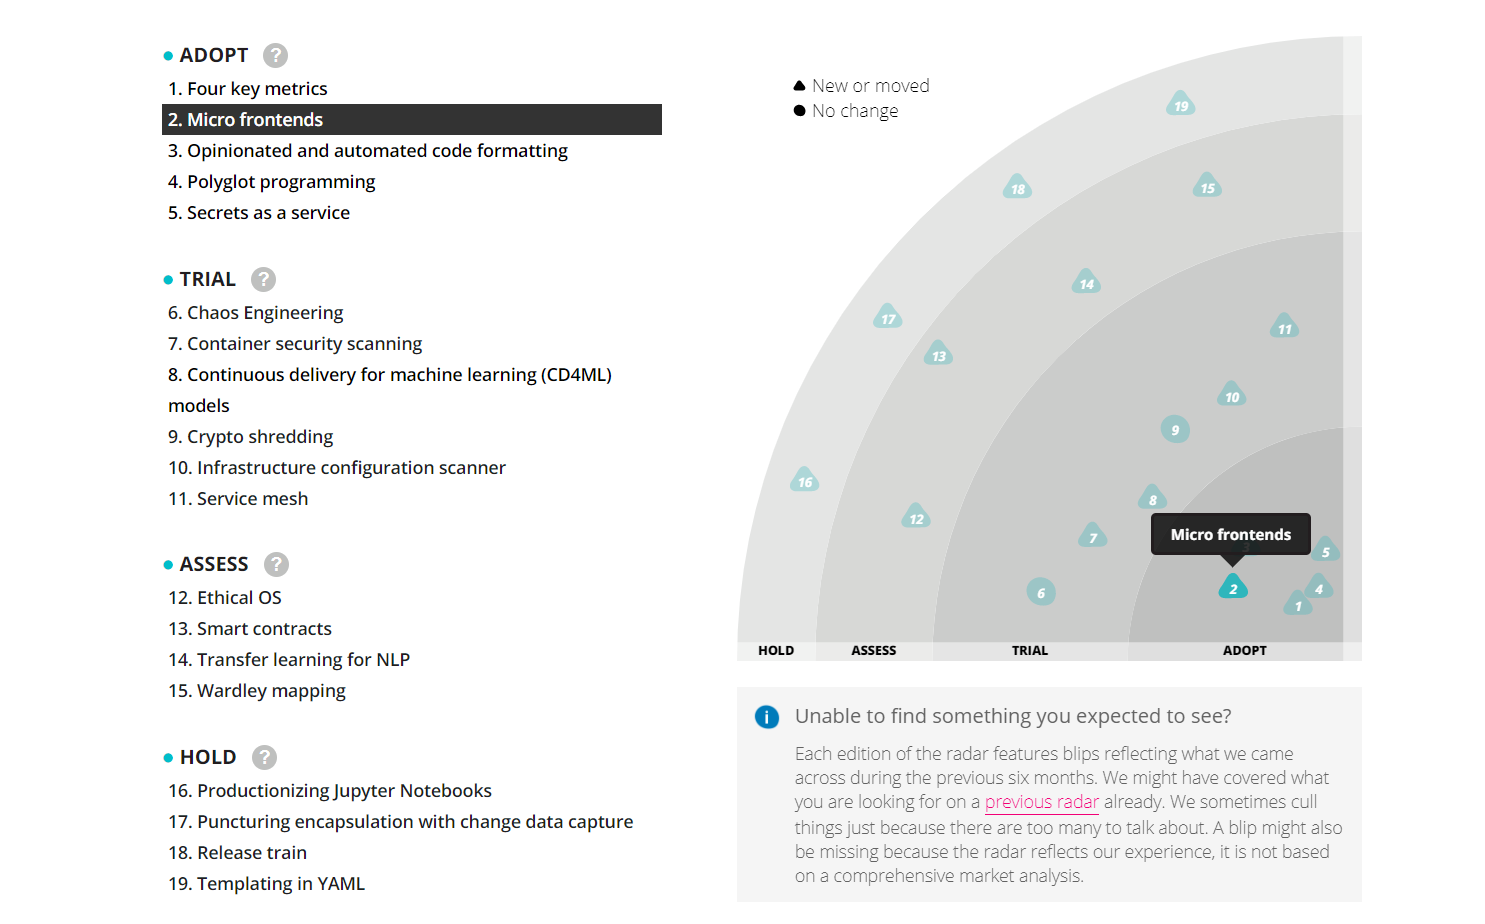 ADOPT ?
1. Four key metrics
2. Micro frontends
3. Opinionated and automated code formatting
4. Polyglot programming
5. Secrets as a service
TRIAL ?
6. Chaos Engineering
7. Container security scanning
8. Continuous delivery for machine learning (CD4ML)
models
9. Crypto shredding
10. Infrastructure configuration scanner
11. Service mesh
ASSESS ?
12. Ethical OS
13. Smart contracts
14. Transfer learning for NLP
15. Wardley mapping
HOLD ?
16. Productionizing Jupyter Notebooks
17. Puncturing encapsulation with change data capture
18. Release train
19. Templating in YAML
New or moved
No change
19
18
15
14
17
11
13
10
9
16
8
12
7
Micro frontends
3
5
2
4
6
1
HOLD
ASSESS
TRIAL
ADOPT
i
Unable to find something you expected to see?
Each edition of the radar features blips reflecting what we came
across during the previous six months. We might have covered what
you are looking for on a previous radar already. We sometimes cull
things just because there are too many to talk about. A blip might also
be missing because the radar reflects our experience, it is not based
on a comprehensive market analysis.